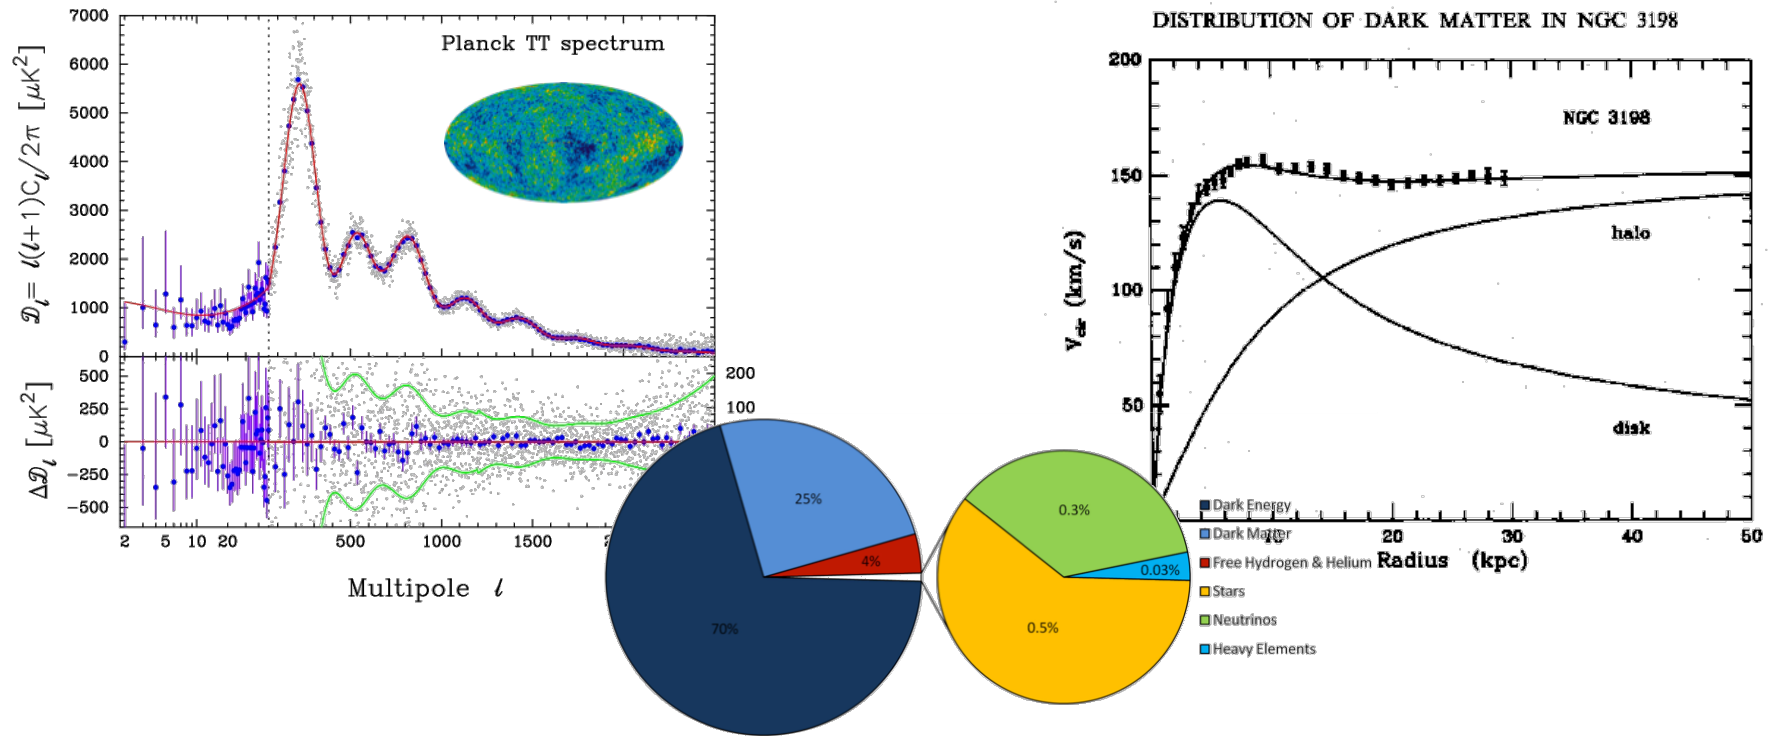 Planck TT spectrum
7000
6000
5000
4000
3000
2000
1000
0
𝒟ℓ = ℓ(ℓ+1)Cℓ/2π [μK²]
500
250
0
−250
−500
Δ𝒟ℓ [μK²]
200
100
2 5 10 20 500 1000 1500
Multipole ℓ
25%
4%
70%
0.3%
0.03%
0.5%
Dark Energy
Dark Matter
Free Hydrogen & Helium
Stars
Neutrinos
Heavy Elements
DISTRIBUTION OF DARK MATTER IN NGC 3198
200
150
100
50
Vcir (km/s)
NGC 3198
halo
disk
10 20 30 40 50
Radius (kpc)